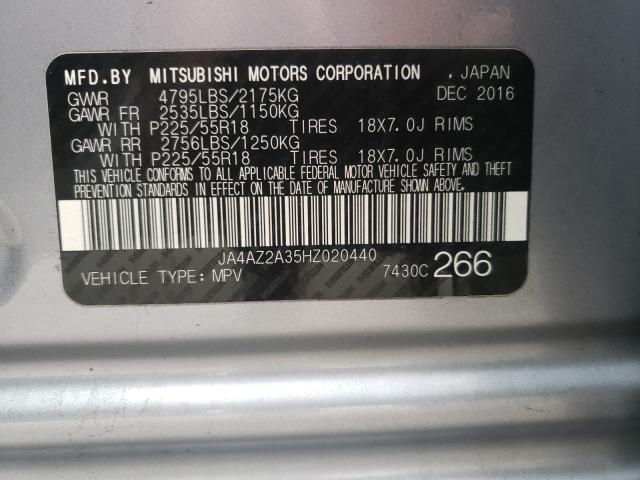 MFD.BY MITSUBISHI MOTORS CORPORATION , JAPAN
GVWR 4795LBS/2175KG DEC 2016
GAWR FR 2535LBS/1150KG
WITH P225/55R18 TIRES 18X7.0J RIMS
GAWR RR 2756LBS/1250KG
WITH P225/55R18 TIRES 18X7.0J RIMS
THIS VEHICLE CONFORMS TO ALL APPLICABLE FEDERAL MOTOR VEHICLE SAFETY AND THEFT
PREVENTION STANDARDS IN EFFECT ON THE DATE OF MANUFACTURE SHOWN ABOVE.
JA4AZ2A35HZ020440
VEHICLE TYPE: MPV 7430C 266